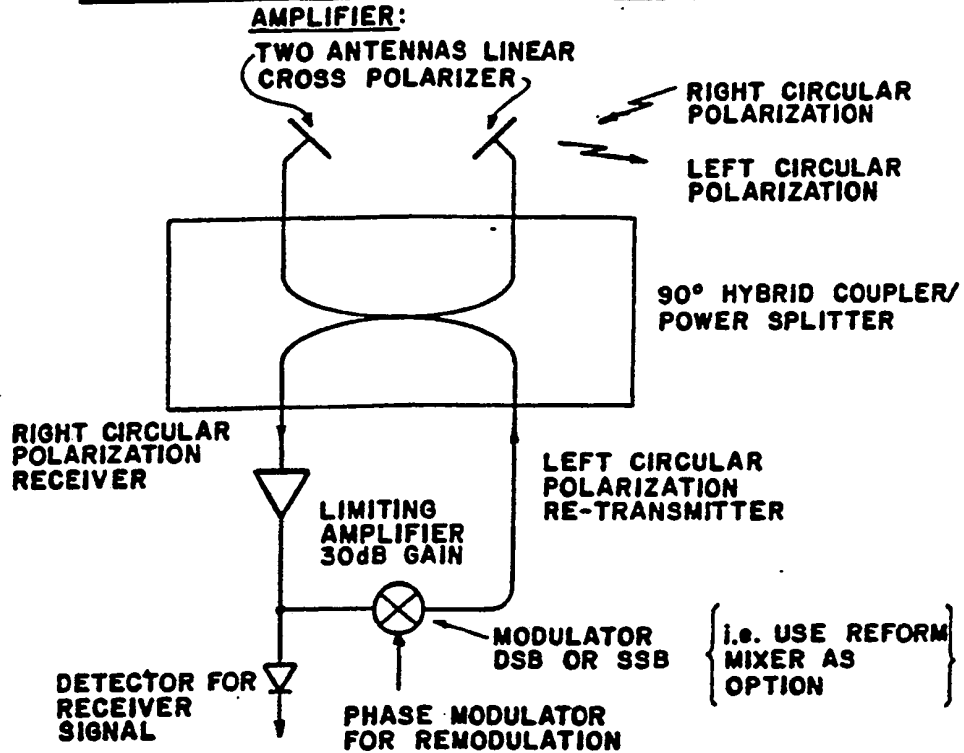 AMPLIFIER:
TWO ANTENNAS LINEAR
CROSS POLARIZER
RIGHT CIRCULAR
POLARIZATION
LEFT CIRCULAR
POLARIZATION
90° HYBRID COUPLER/
POWER SPLITTER
RIGHT CIRCULAR
POLARIZATION
RECEIVER
LEFT CIRCULAR
POLARIZATION
RE-TRANSMITTER
LIMITING
AMPLIFIER
30dB GAIN
MODULATOR
DSB OR SSB
i.e. USE REFORM
MIXER AS
OPTION
DETECTOR FOR
RECEIVER
SIGNAL
PHASE MODULATOR
FOR REMODULATION